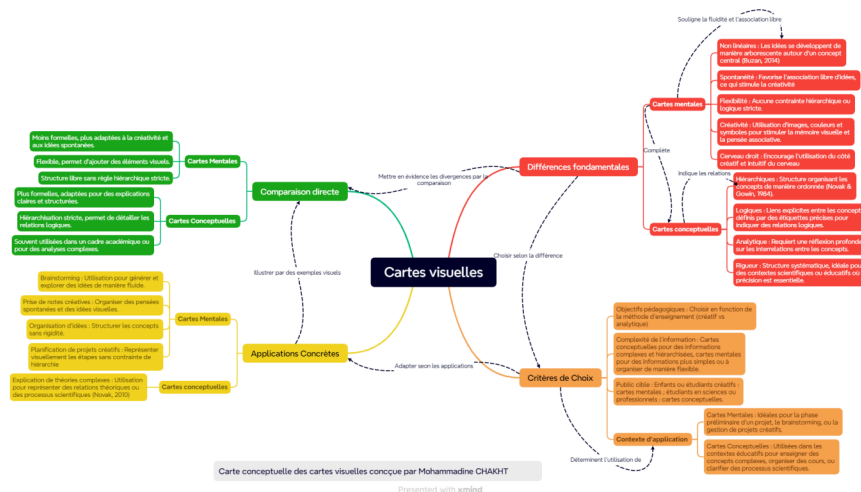 Cartes visuelles
Différences fondamentales
Cartes mentales
Non linéaires : Les idées se développent de
manière arborescente autour d'un concept
central (Buzan, 2014)
Spontanéité : Favorise l'association libre d'idées,
ce qui stimule la créativité
Flexibilité : Aucune contrainte hiérarchique ou
logique stricte.
Créativité : Utilisation d'images, couleurs et
symboles pour stimuler la mémoire visuelle et
la pensée associative.
Cerveau droit : Encourage l'utilisation du côté
créatif et intuitif du cerveau
Cartes conceptuelles
Hiérarchiques : Structure organisant les
concepts de manière ordonnée (Novak &
Gowin, 1984).
Logiques : Liens explicites entre les concept
définis par des étiquettes précises pour
indiquer des relations logiques.
Analytique : Requiert une réflexion profonde
sur les interrelations entre les concepts.
Rigueur : Structure systématique, idéale pou
des contextes scientifiques ou éducatifs où
précision est essentielle.
Critères de Choix
Objectifs pédagogiques : Choisir en fonction de
la méthode d'enseignement (créatif vs
analytique)
Complexité de l'information : Cartes
conceptuelles pour des informations
complexes et hiérarchisées, cartes mentales
pour des informations plus simples ou à
organiser de manière flexible.
Public cible : Enfants ou étudiants créatifs :
cartes mentales ; étudiants en sciences ou
professionnels : cartes conceptuelles.
Contexte d'application
Cartes Mentales : Idéales pour la phase
préliminaire d'un projet, le brainstorming, ou la
gestion de projets créatifs.
Cartes Conceptuelles : Utilisées dans les
contextes éducatifs pour enseigner des
concepts complexes, organiser des cours, ou
clarifier des processus scientifiques.
Comparaison directe
Cartes Mentales
Moins formelles, plus adaptées à la créativité et
aux idées spontanées.
Flexible, permet d'ajouter des éléments visuels.
Structure libre sans règle hiérarchique stricte.
Cartes Conceptuelles
Plus formelles, adaptées pour des explications
claires et structurées.
Hiérarchisation stricte, permet de détailler les
relations logiques.
Souvent utilisées dans un cadre académique ou
pour des analyses complexes.
Applications Concrètes
Cartes Mentales
Brainstorming : Utilisation pour générer et
explorer des idées de manière fluide.
Prise de notes créatives : Organiser des pensées
spontanées et des idées visuelles.
Organisation d'idées : Structurer les concepts
sans rigidité.
Planification de projets créatifs : Représenter
visuellement les étapes sans contrainte de
hiérarchie
Cartes conceptuelles
Explication de théories complexes : Utilisation
pour représenter des relations théoriques ou
des processus scientifiques (Novak, 2010)
Souligne la fluidité et l'association libre
Complète
Indique les relations
Mettre en évidence les divergences par la
comparaison
Choisir selon la différence
Illustrer par des exemples visuels
Adapter seon les applications
Déterminent l'utilisation de
Carte conceptuelle des cartes visuelles conçue par Mohammadine CHAKHT
Presented with xmind